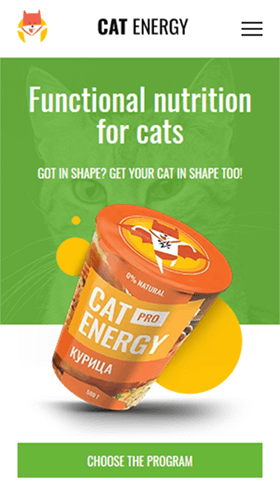 CAT ENERGY
Functional nutrition
for cats
GOT IN SHAPE? GET YOUR CAT IN SHAPE TOO!
0% NATURAL
CAT PRO
ENERGY
КУРИЦА
500 г
CHOOSE THE PROGRAM